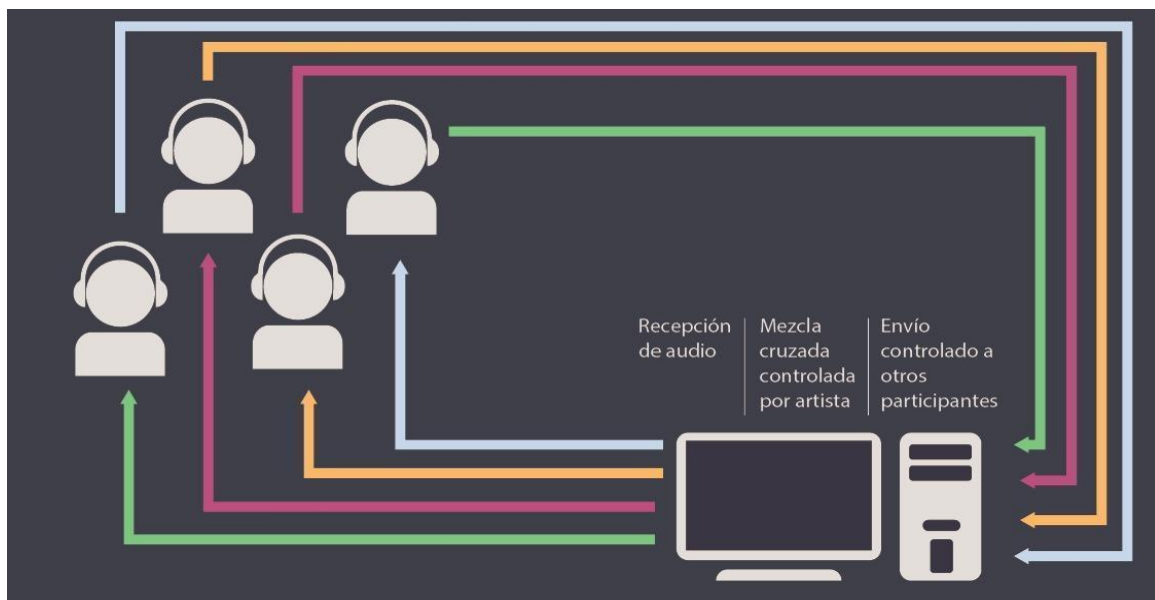 Recepción
de audio
Mezcla
cruzada
controlada
por artista
Envío
controlado a
otros
participantes